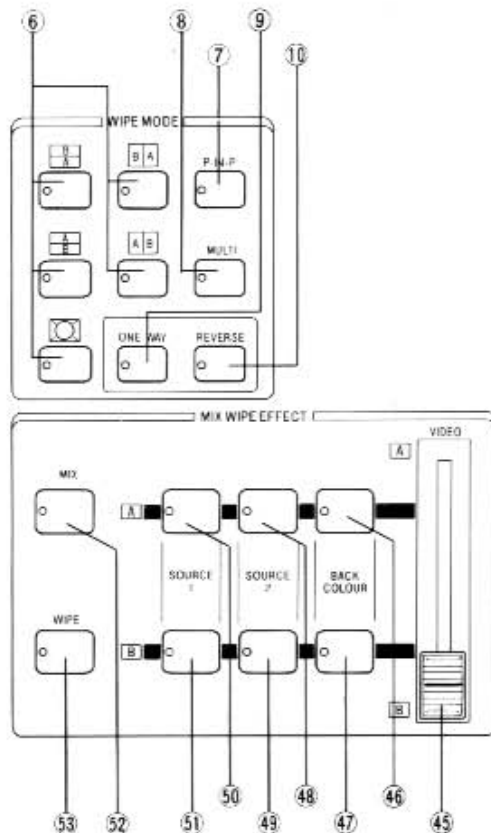 6 8 9
7 10
WIPE MODE
B
A
B A
P-IN-P
A
B
A B
MULTI
ONE WAY
REVERSE
MIX WIPE EFFECT
VIDEO
A
MIX
A
SOURCE
1
SOURCE
2
BACK
COLOUR
WIPE
B
B
50 48 46
53 52 51 49 47 45